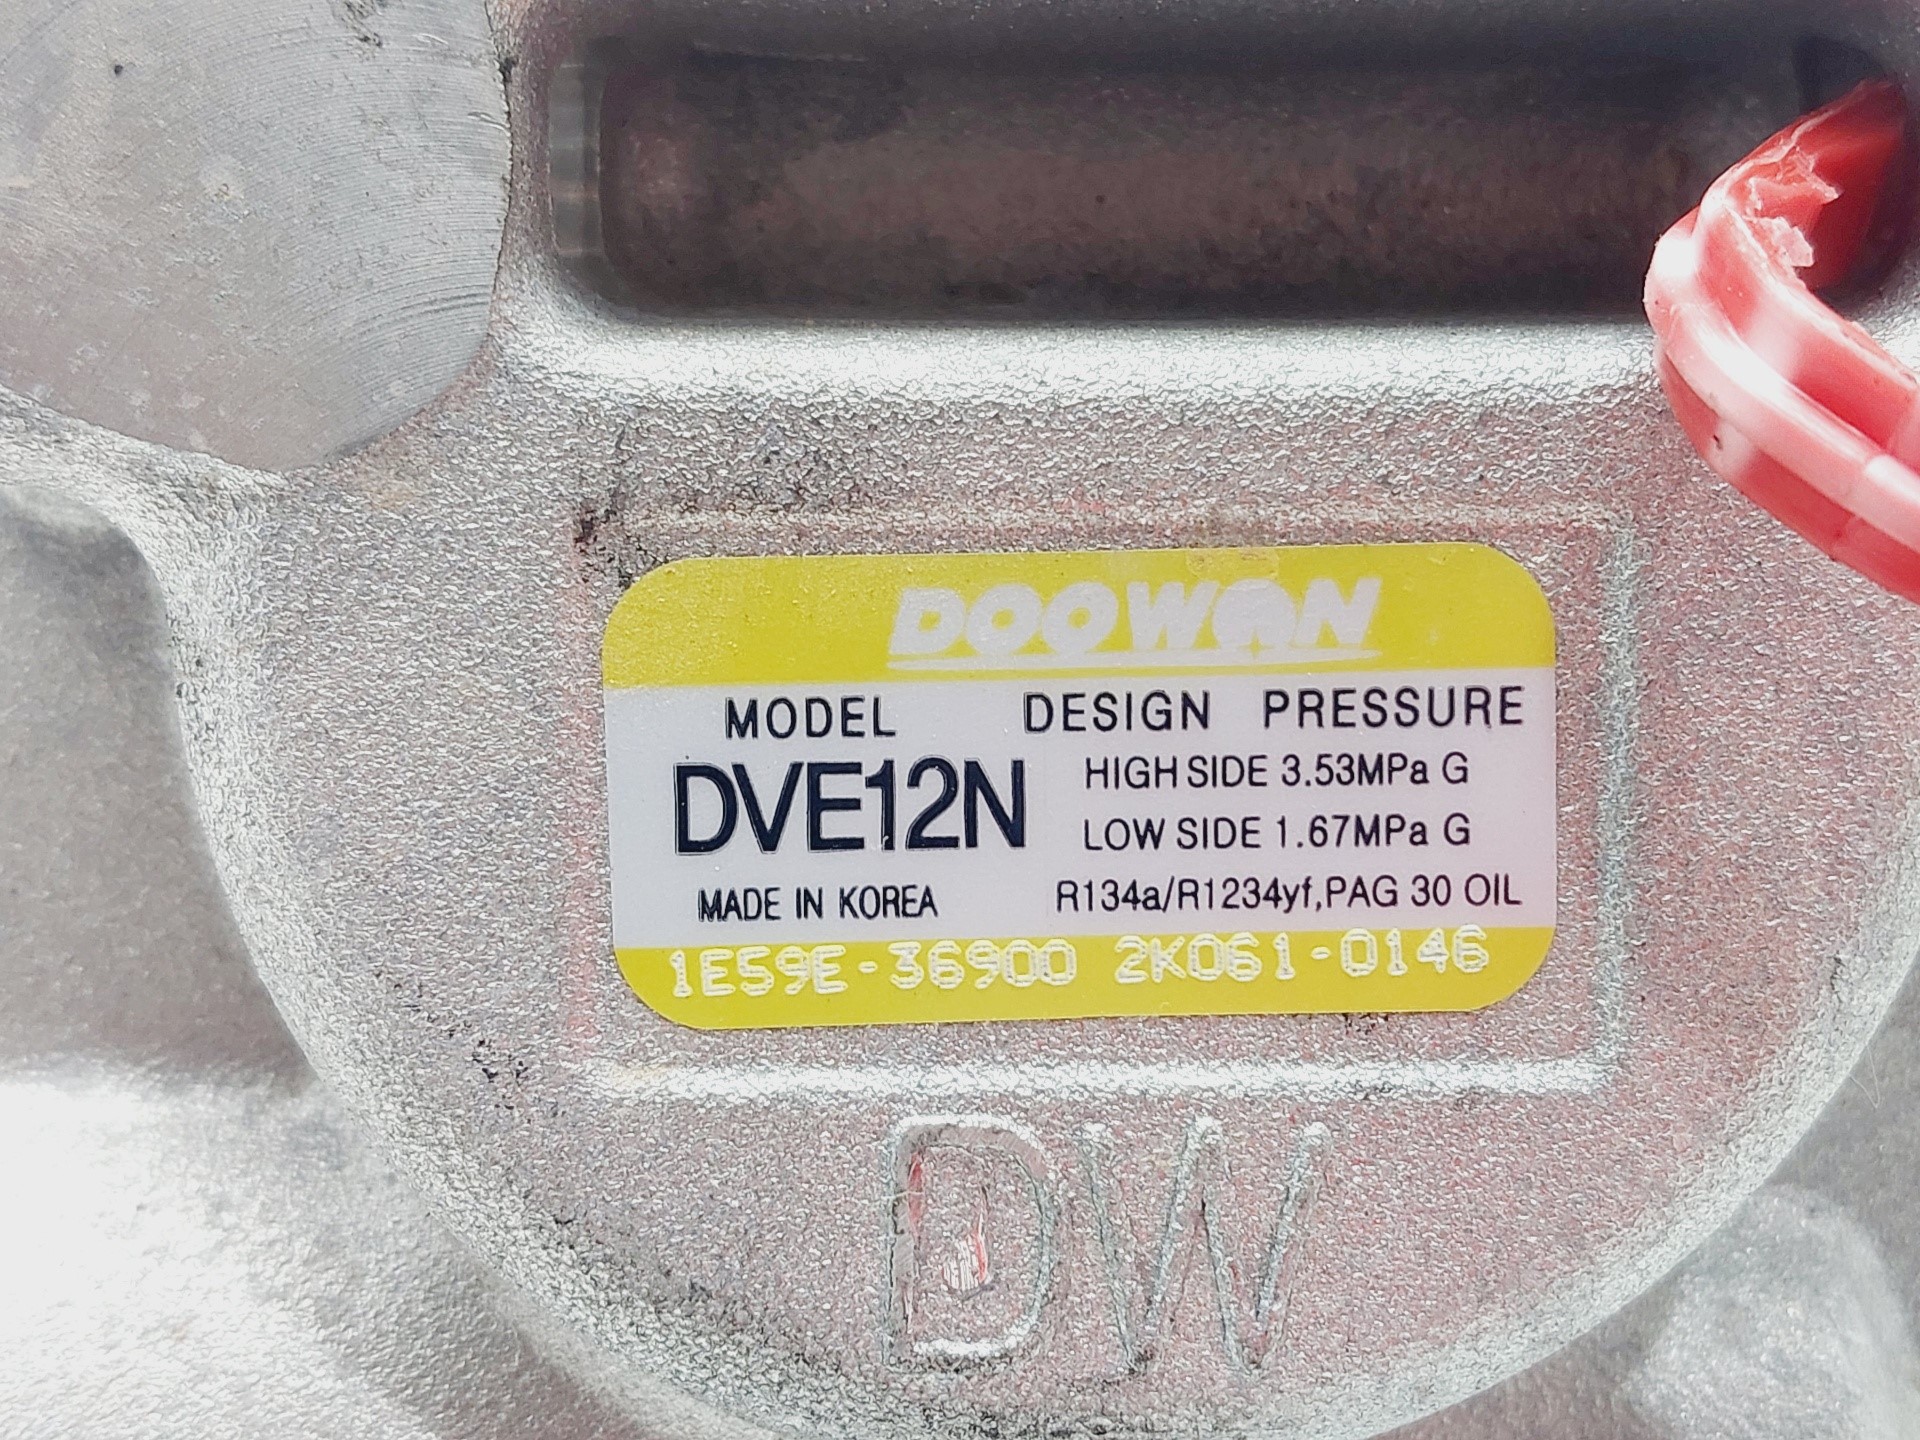 DOOWON
MODEL
DVE12N
MADE IN KOREA
DESIGN PRESSURE
HIGH SIDE 3.53MPa G
LOW SIDE 1.67MPa G
R134a/R1234yf,PAG 30 OIL
1E59E-36900 2K061-0146
DW